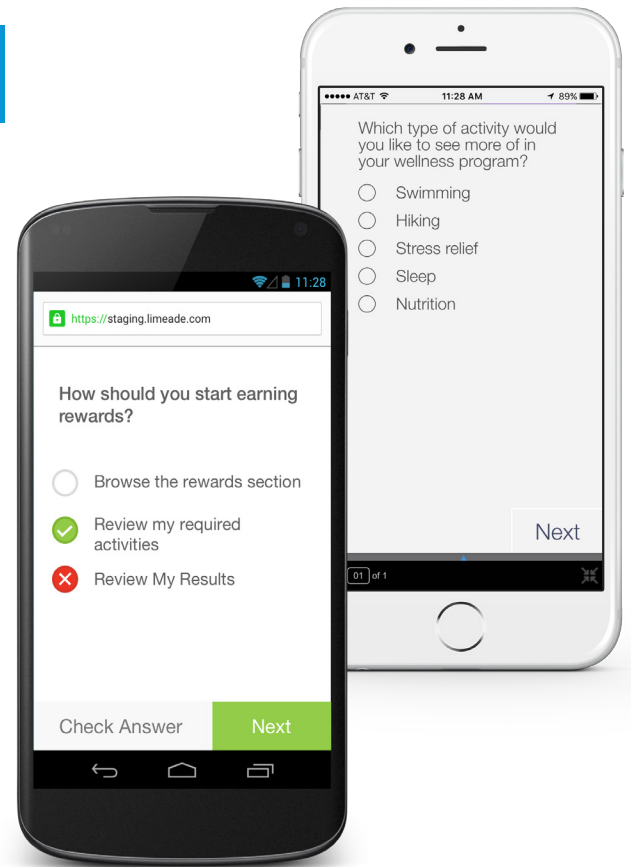 ●●●●● AT&T 11:28 AM 89%
Which type of activity would
you like to see more of in
your wellness program?
Swimming
Hiking
Stress relief
Sleep
Nutrition
Next
01 of 1
11:28
https://staging.limeade.com
How should you start earning
rewards?
Browse the rewards section
Review my required
activities
Review My Results
Check Answer
Next